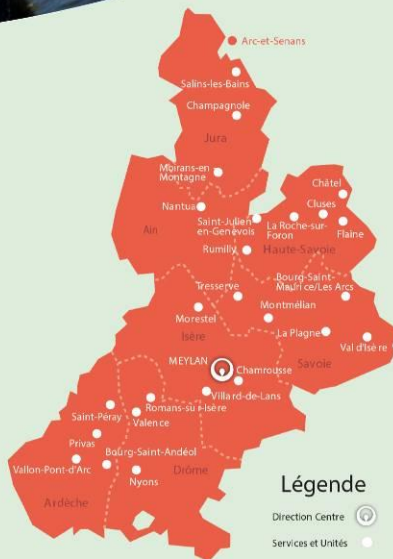 Arc-et-Senans
Salins-les-Bains
Champagnole
Jura
Moirans-en
Montagne
Châtel
Cluses
Nantua
Saint-Julien
en-Genevois
La Roche-sur-
Foron
Flaine
Ain
Rumilly
Haute-Savoie
Bourg-Saint-
Maurice/Les Arcs
Tresserve
Montmélian
Morestel
Isère
La Plagne
Val d'Isère
Savoie
MEYLAN
Chamrousse
Villard-de-Lans
Romans-sur-Isère
Saint-Péray
Valence
Privas
Bourg-Saint-Andéol
Vallon-Pont-d'Arc
Nyons
Drôme
Ardèche
Légende
Direction Centre
Services et Unités